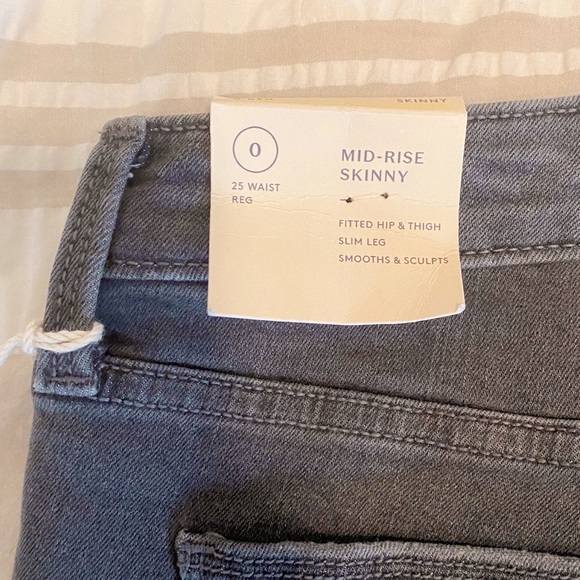 SKINNY
0
25 WAIST
REG
MID-RISE
SKINNY
FITTED HIP & THIGH
SLIM LEG
SMOOTHS & SCULPTS